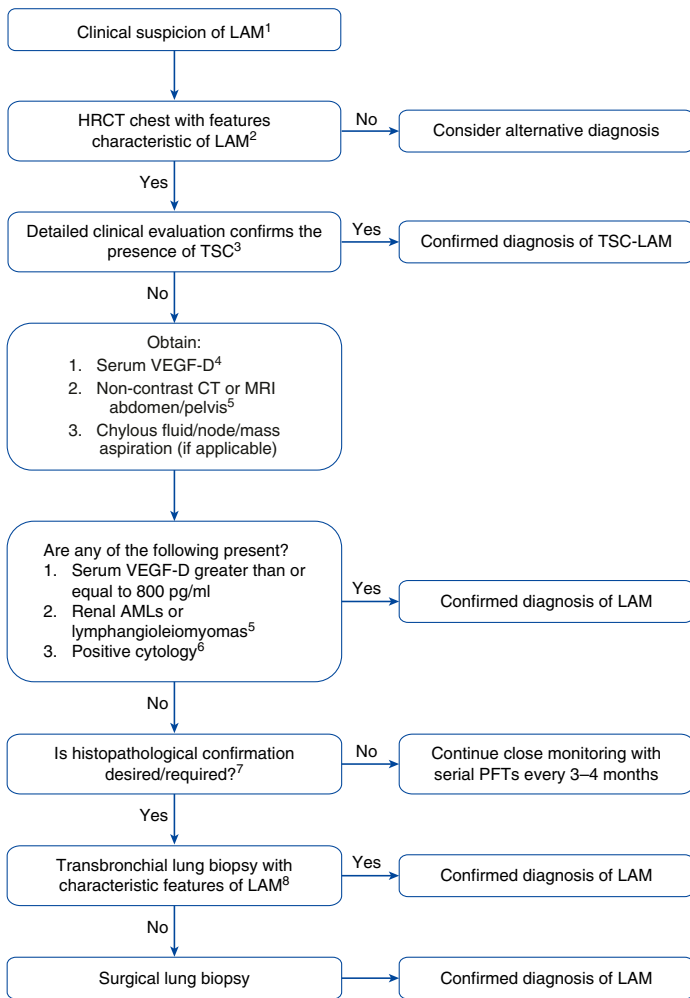 Clinical suspicion of LAM1
HRCT chest with features
characteristic of LAM2
No
Consider alternative diagnosis
Yes
Detailed clinical evaluation confirms the
presence of TSC3
Yes
Confirmed diagnosis of TSC-LAM
No
Obtain:
1. Serum VEGF-D4
2. Non-contrast CT or MRI
abdomen/pelvis5
3. Chylous fluid/node/mass
aspiration (if applicable)
Are any of the following present?
1. Serum VEGF-D greater than or
equal to 800 pg/ml
2. Renal AMLs or
lymphangioleiomyomas5
3. Positive cytology6
Yes
Confirmed diagnosis of LAM
No
Is histopathological confirmation
desired/required?7
No
Continue close monitoring with
serial PFTs every 3–4 months
Yes
Transbronchial lung biopsy with
characteristic features of LAM8
Yes
Confirmed diagnosis of LAM
No
Surgical lung biopsy
Confirmed diagnosis of LAM